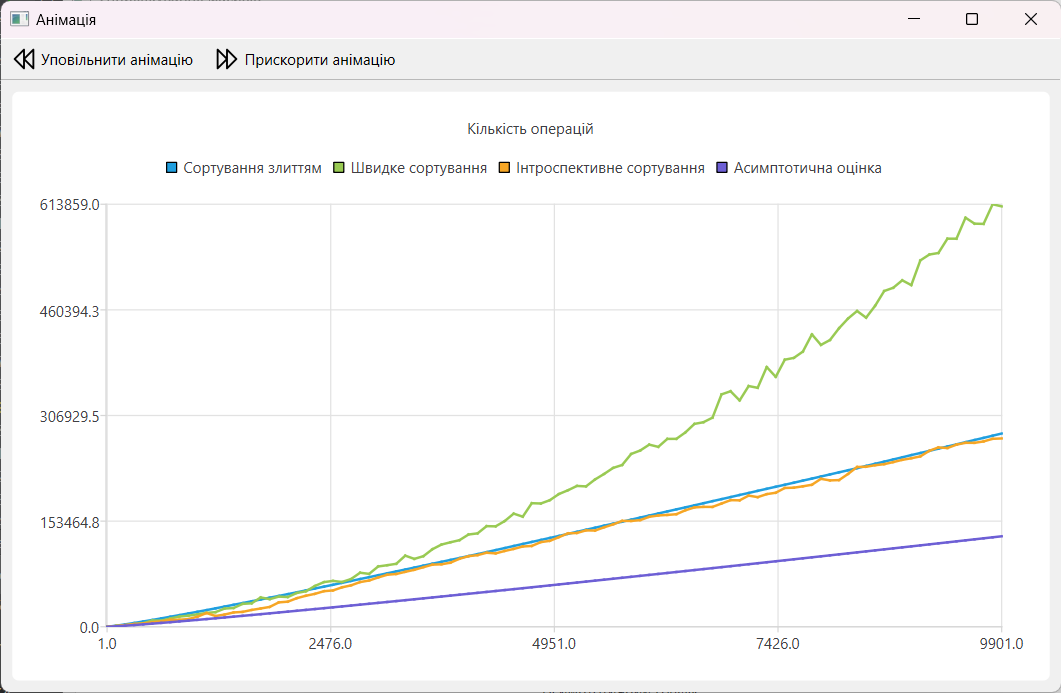 Анімація
Уповільнити анімацію Прискорити анімацію
Кількість операцій
Сортування злиттям Швидке сортування Інтроспективне сортування Асимптотична оцінка
613859.0
460394.3
306929.5
153464.8
0.0
1.0 2476.0 4951.0 7426.0 9901.0